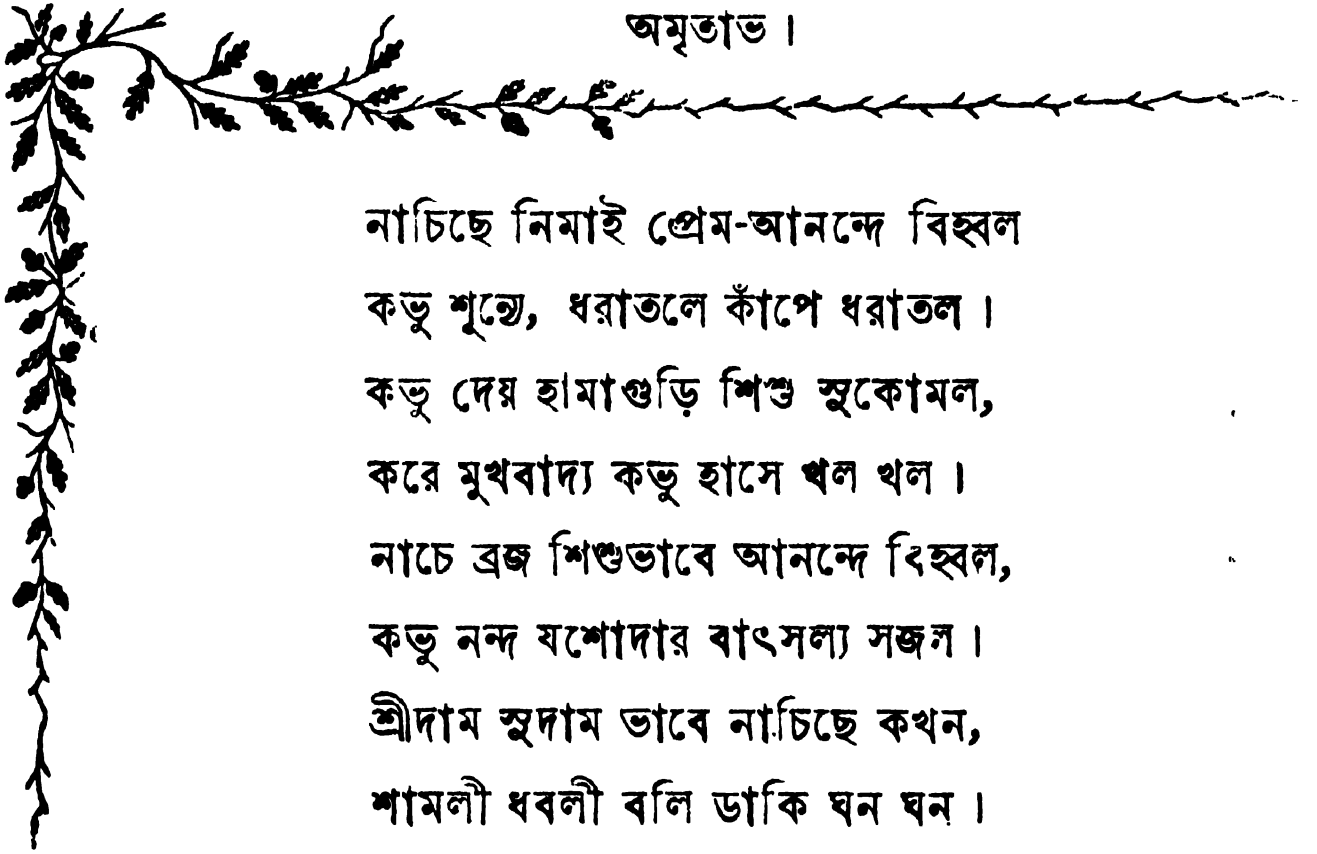 অমৃতাভ।
নাচিছে নিমাই প্রেম-আনন্দে বিহ্বল
কভু শূন্যে, ধরাতলে কাঁপে ধরাতল।
কভু দেয় হামাগুড়ি শিশু সুকোমল,
করে মুখবাদ্য কভু হাসে খল খল।
নাচে ব্রজ শিশুভাবে আনন্দে বিহ্বল,
কভু নন্দ যশোদার বাৎসল্য সজল।
শ্রীদাম সুদাম ভাবে নাচিছে কখন,
শামলী ধবলী বলি ডাকি ঘন ঘন।